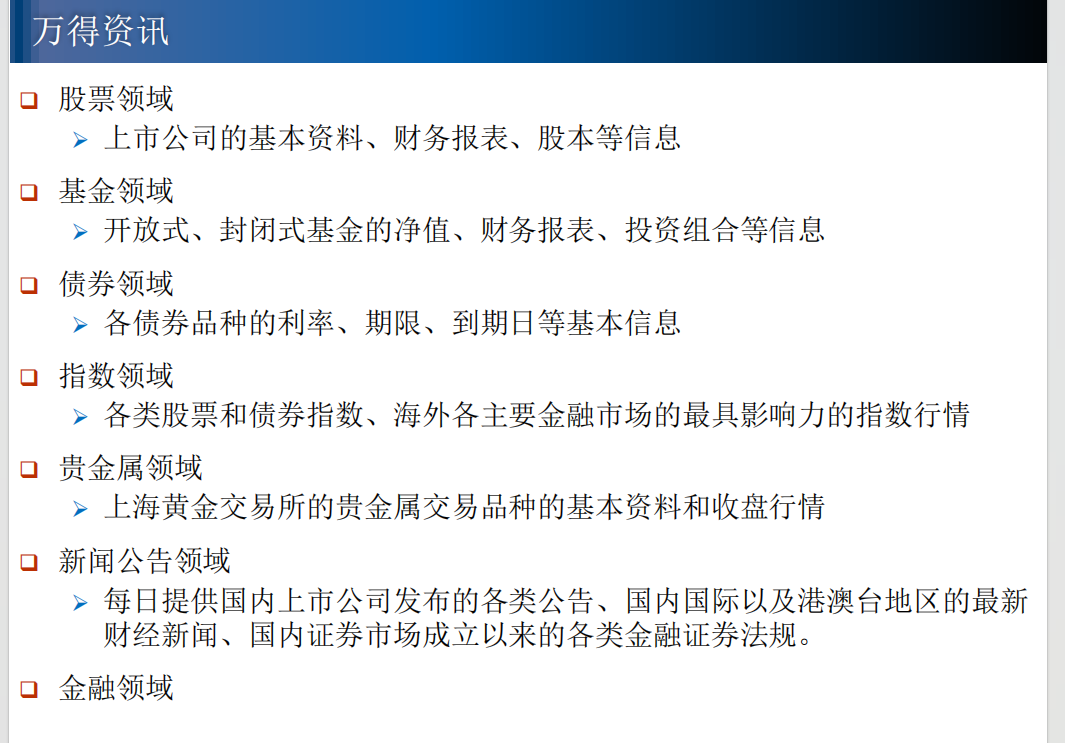 万得资讯
股票领域
上市公司的基本资料、财务报表、股本等信息
基金领域
开放式、封闭式基金的净值、财务报表、投资组合等信息
债券领域
各债券品种的利率、期限、到期日等基本信息
指数领域
各类股票和债券指数、海外各主要金融市场的最具影响力的指数行情
贵金属领域
上海黄金交易所的贵金属交易品种的基本资料和收盘行情
新闻公告领域
每日提供国内上市公司发布的各类公告、国内国际以及港澳台地区的最新
财经新闻、国内证券市场成立以来的各类金融证券法规。
金融领域